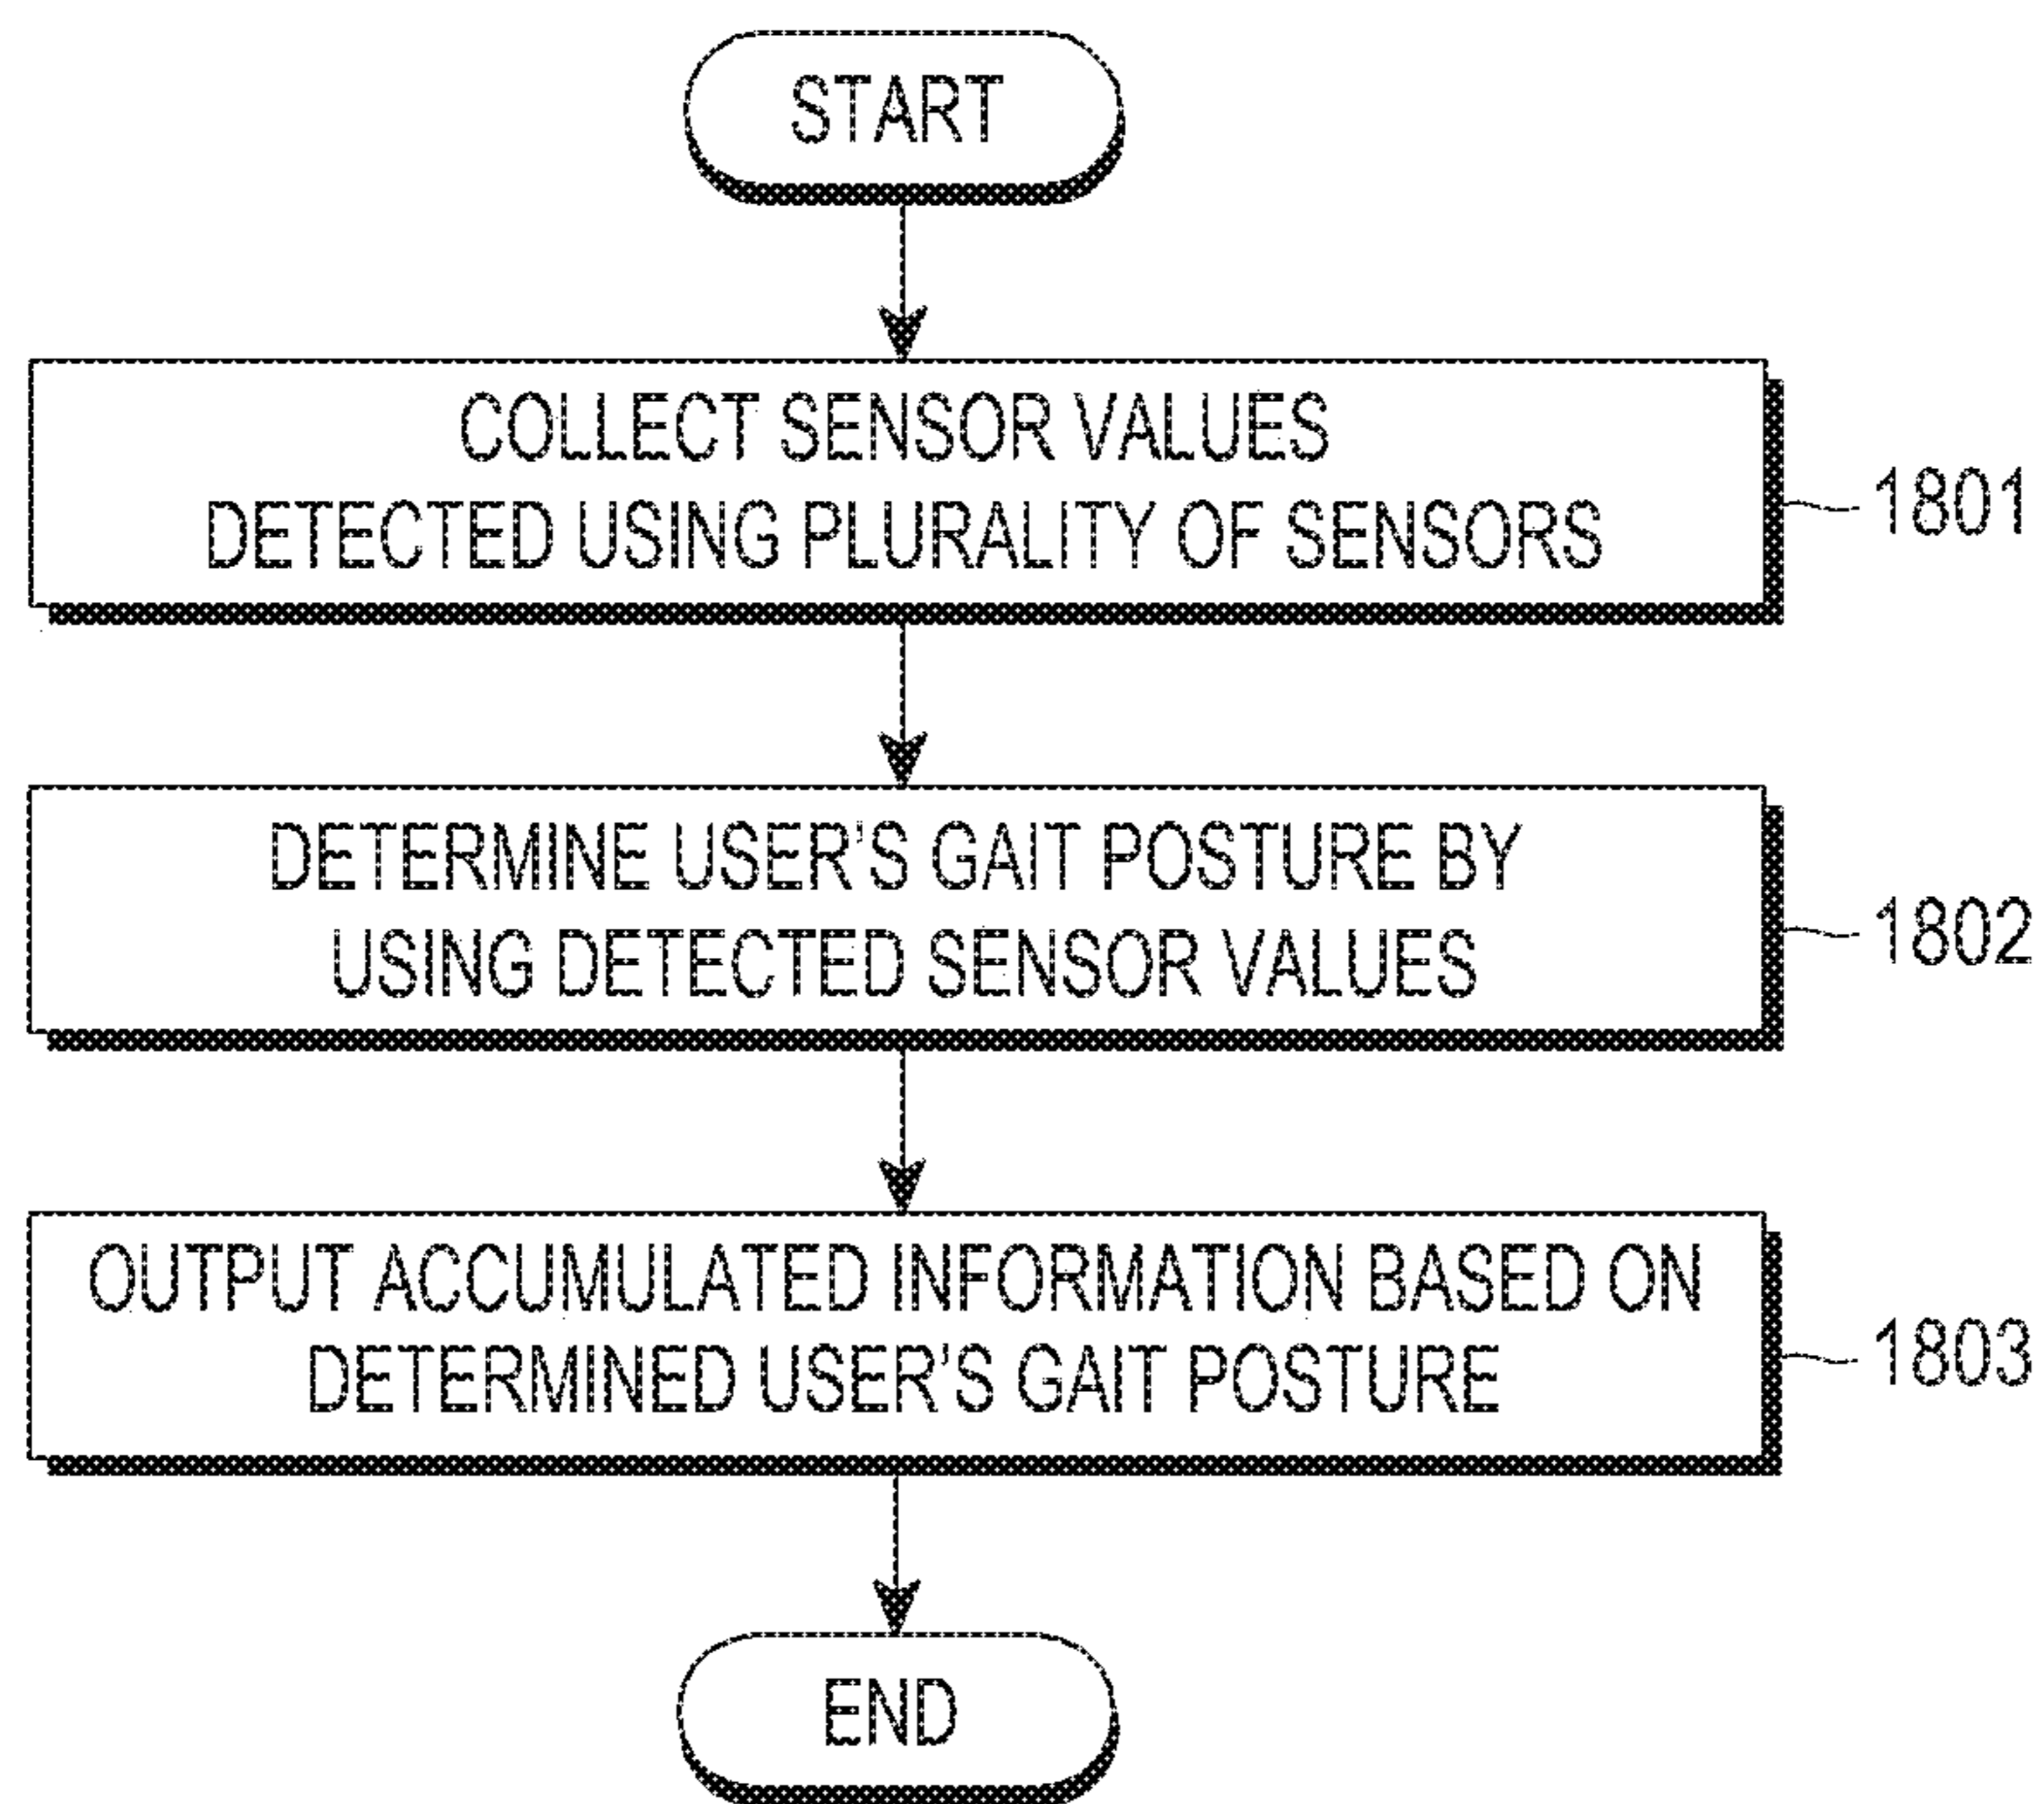 START
COLLECT SENSOR VALUES
DETECTED USING PLURALITY OF SENSORS
1801
DETERMINE USER'S GAIT POSTURE BY
USING DETECTED SENSOR VALUES
1802
OUTPUT ACCUMULATED INFORMATION BASED ON
DETERMINED USER'S GAIT POSTURE
1803
END